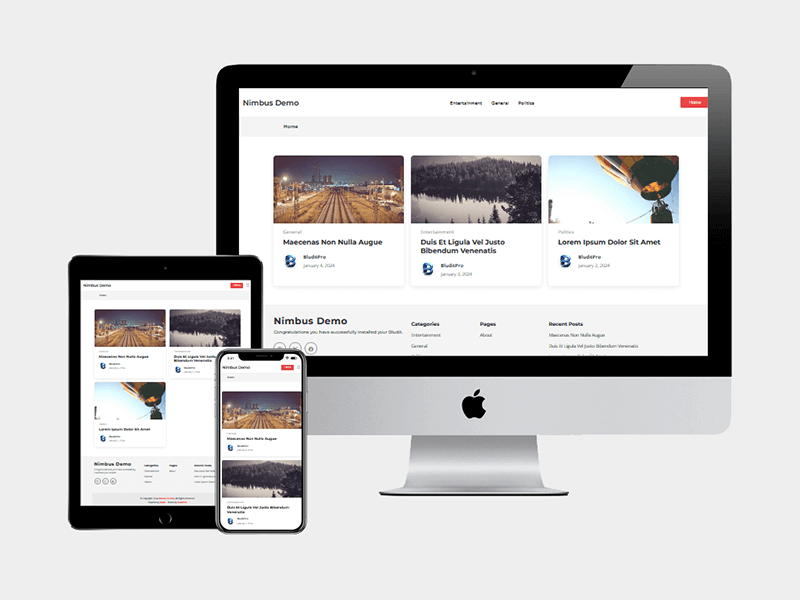 Nimbus Demo
Entertainment General Politics
Home
Home
General
Maecenas Non Nulla Augue
BluditPro
January 4, 2024
Entertainment
Duis Et Ligula Vel Justo
Bibendum Venenatis
BluditPro
January 3, 2024
Politics
Lorem Ipsum Dolor Sit Amet
BluditPro
January 2, 2024
Nimbus Demo
Congratulations you have successfully installed your Bludit.
Categories
Entertainment
General
Pages
About
Recent Posts
Maecenas Non Nulla Augue
Duis Et Ligula Vel Justo Bibendum Venenatis
Nimbus Demo
Maecenas Non Nulla Augue
Duis Et Ligula Vel Justo
Bibendum Venenatis
Lorem Ipsum Dolor Sit Amet
Nimbus Demo
Categories
Pages
Nimbus Demo
Maecenas Non Nulla Augue
Duis Et Ligula Vel Justo Bibendum
Venenatis